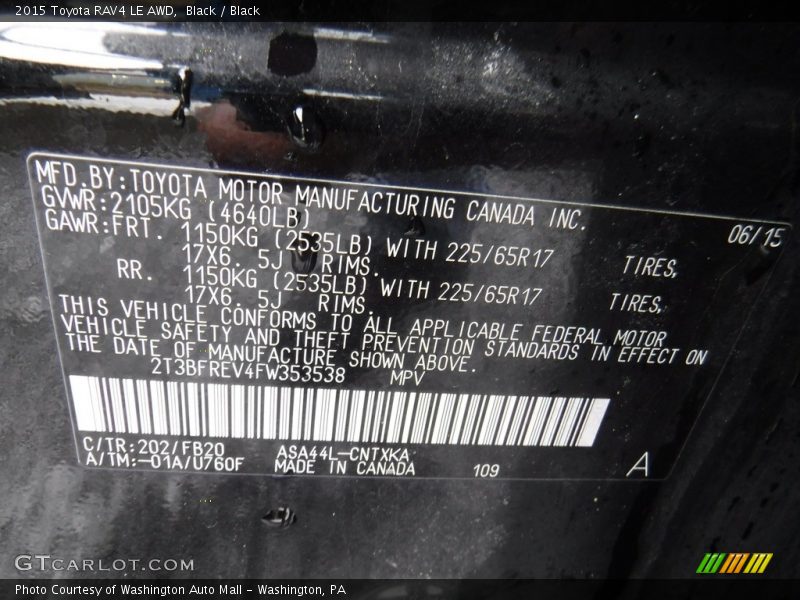 2015 Toyota RAV4 LE AWD, Black / Black
MFD.BY:TOYOTA MOTOR MANUFACTURING CANADA INC.
GVWR:2105KG (4640LB) 06/15
GAWR:FRT. 1150KG (2535LB) WITH 225/65R17 TIRES,
17X6. 5J RIMS.
RR. 1150KG (2535LB) WITH 225/65R17 TIRES,
17X6. 5J RIMS.
THIS VEHICLE CONFORMS TO ALL APPLICABLE FEDERAL MOTOR
VEHICLE SAFETY AND THEFT PREVENTION STANDARDS IN EFFECT ON
THE DATE OF MANUFACTURE SHOWN ABOVE.
2T3BFREV4FW353538 MPV
C/TR:202/FB20 ASA44L-CNTXKA
A/TM:-01A/U760F MADE IN CANADA 109 A
GTCARLOT.COM
Photo Courtesy of Washington Auto Mall - Washington, PA